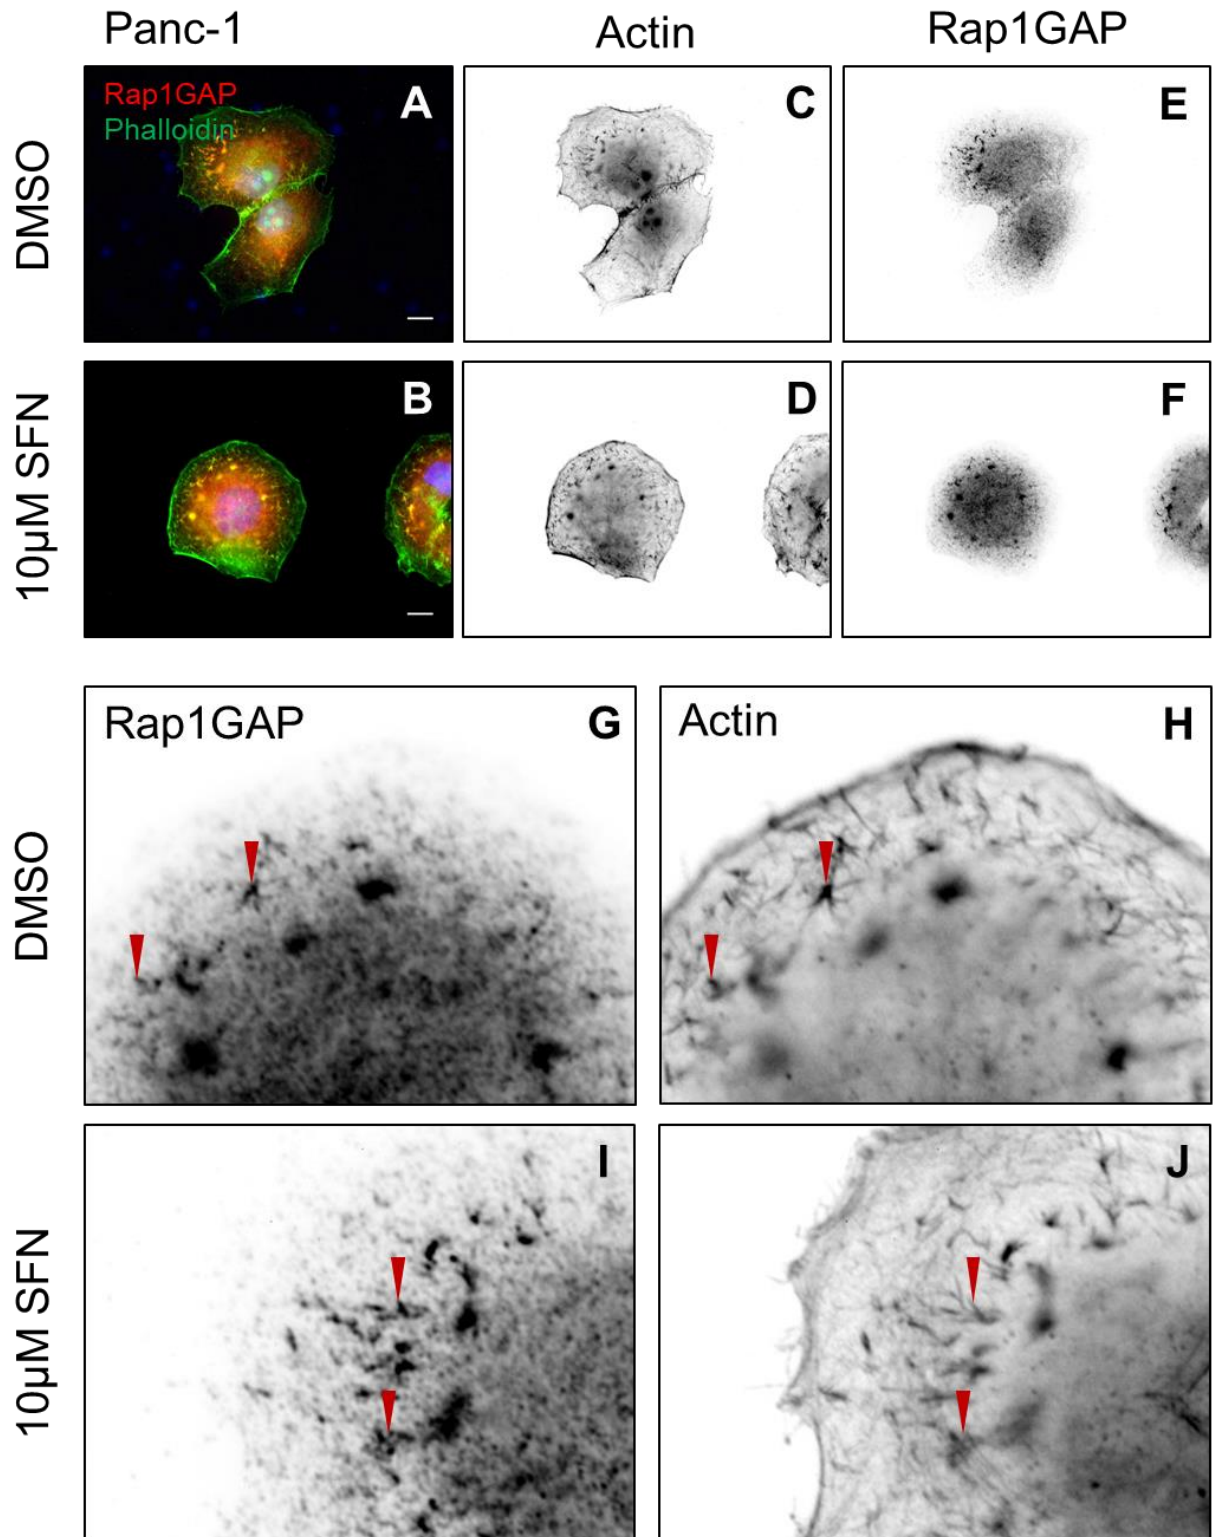 Panc-1
Actin
Rap1GAP
DMSO
Rap1GAP
Phalloidin
A
C
E
10µM SFN
B
D
F
DMSO
Rap1GAP
G
Actin
H
10µM SFN
I
J